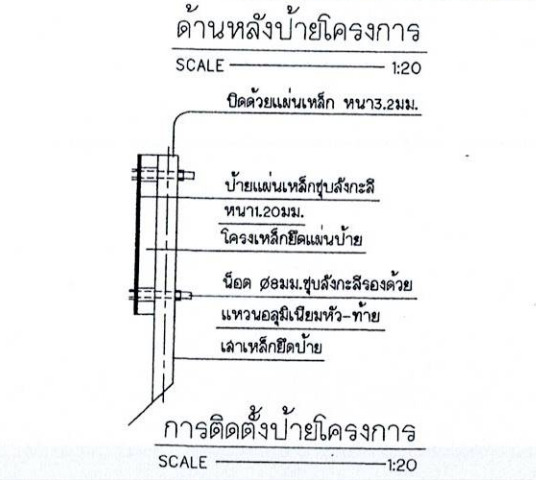 ด้านหลังป้ายโครงการ
SCALE 1:20
ปิดด้วยแผ่นเหล็ก หนา3.2มม.
ป้ายแผ่นเหล็กชุบสังกะสี
หนา1.20มม.
โครงเหล็กยึดแผ่นป้าย
น็อต Ø8มม.ชุบสังกะสีรองด้วย
แหวนอลูมิเนียมหัว-ท้าย
เสาเหล็กยึดป้าย
การติดตั้งป้ายโครงการ
SCALE 1:20